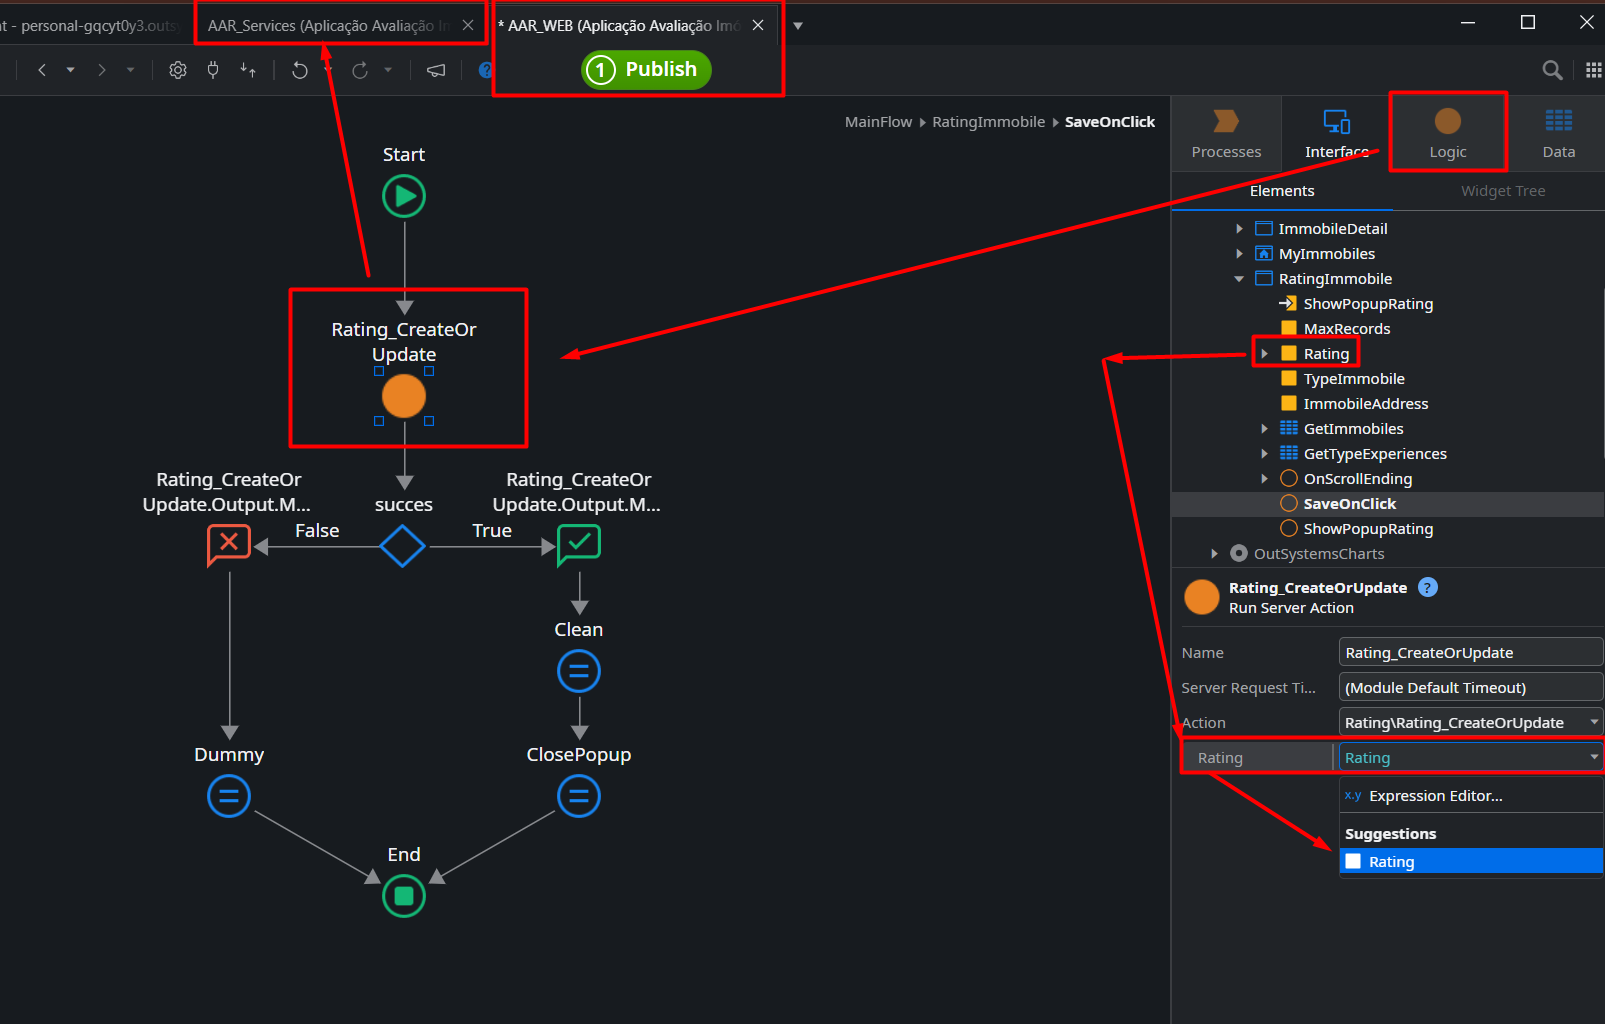 t - personal-gqcyt0y3.outsy
AAR_Services (Aplicação Avaliação Im
* AAR_WEB (Aplicação Avaliação Imó
1 Publish
?
MainFlow
RatingImmobile
SaveOnClick
Processes
Interface
Logic
Data
Elements
Widget Tree
Start
Rating_CreateOr
Update
Rating_CreateOr
Update.Output.M...
succes
Rating_CreateOr
Update.Output.M...
False
True
Clean
Dummy
ClosePopup
End
ImmobileDetail
MyImmobiles
RatingImmobile
ShowPopupRating
MaxRecords
Rating
TypeImmobile
ImmobileAddress
GetImmobiles
GetTypeExperiences
OnScrollEnding
SaveOnClick
ShowPopupRating
OutSystemsCharts
Rating_CreateOrUpdate ?
Run Server Action
Name Rating_CreateOrUpdate
Server Request Ti... (Module Default Timeout)
Action Rating\Rating_CreateOrUpdate
Rating Rating
x.y Expression Editor...
Suggestions
Rating